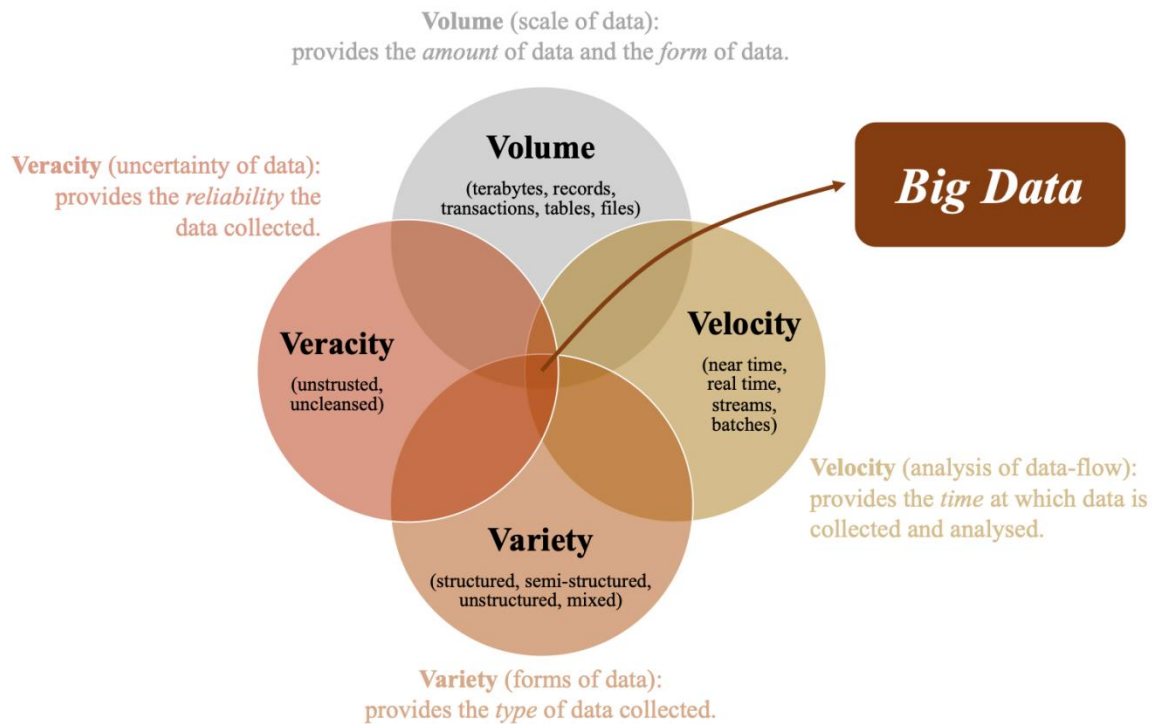 Volume (scale of data):
provides the amount of data and the form of data.
Veracity (uncertainty of data):
provides the reliability the
data collected.
Volume
(terabytes, records,
transactions, tables, files)
Big Data
Veracity
(unstrusted,
uncleansed)
Velocity
(near time,
real time,
streams,
batches)
Velocity (analysis of data-flow):
provides the time at which data is
collected and analysed.
Variety
(structured, semi-structured,
unstructured, mixed)
Variety (forms of data):
provides the type of data collected.